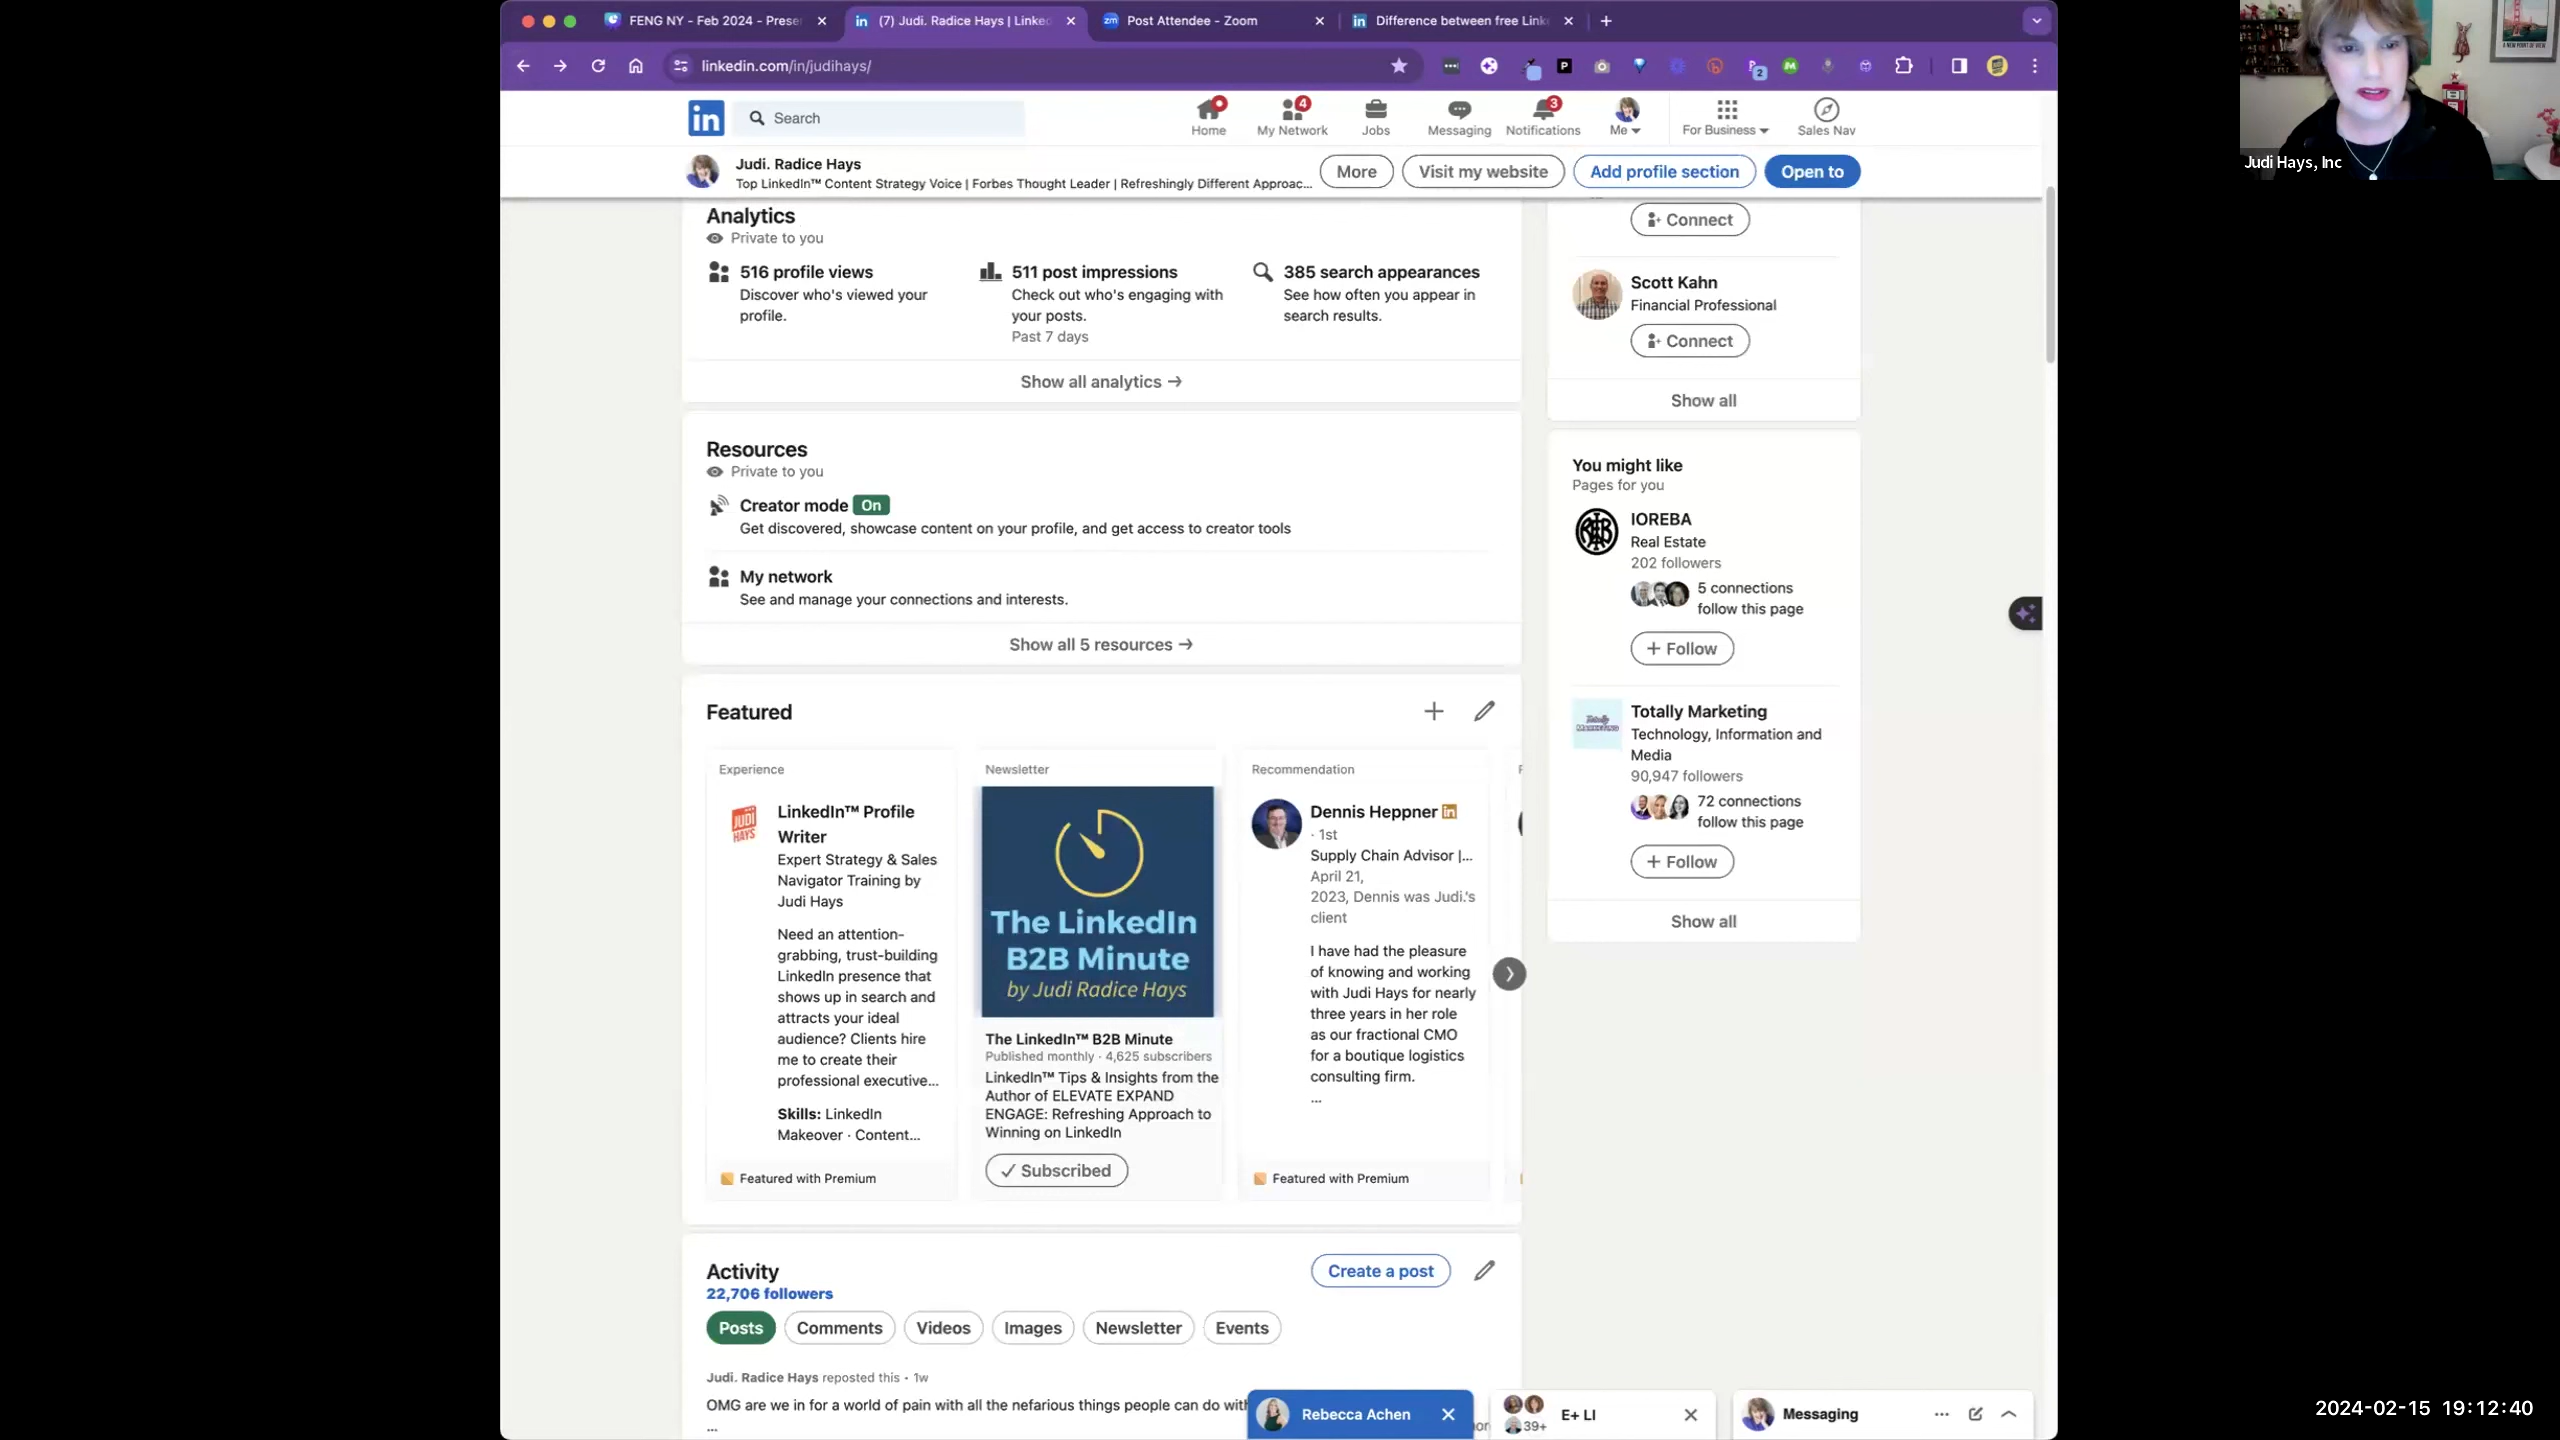 FENG NY - Feb 2024 - Prese
(7) Judi. Radice Hays | Linked
Post Attendee - Zoom
Difference between free Link
linkedin.com/in/judihays/
2
in
Search
Home
4
My Network
Jobs
Messaging
3
Notifications
Me
For Business
Sales Nav
Judi. Radice Hays
Top LinkedIn™ Content Strategy Voice | Forbes Thought Leader | Refreshingly Different Approac...
More
Visit my website
Add profile section
Open to
Analytics
Private to you
516 profile views
Discover who's viewed your
profile.
511 post impressions
Check out who's engaging with
your posts.
Past 7 days
385 search appearances
See how often you appear in
search results.
Show all analytics →
Resources
Private to you
Creator mode On
Get discovered, showcase content on your profile, and get access to creator tools
My network
See and manage your connections and interests.
Show all 5 resources →
Featured
Experience
JUDI
HAYS
LinkedIn™ Profile
Writer
Expert Strategy & Sales
Navigator Training by
Judi Hays
Need an attention-
grabbing, trust-building
LinkedIn presence that
shows up in search and
attracts your ideal
audience? Clients hire
me to create their
professional executive...
Skills: LinkedIn
Makeover · Content...
Featured with Premium
Newsletter
The LinkedIn
B2B Minute
by Judi Radice Hays
The LinkedIn™ B2B Minute
Published monthly · 4,625 subscribers
LinkedIn™ Tips & Insights from the
Author of ELEVATE EXPAND
ENGAGE: Refreshing Approach to
Winning on LinkedIn
Subscribed
Recommendation
Dennis Heppner in
· 1st
Supply Chain Advisor |...
April 21,
2023, Dennis was Judi.'s
client
I have had the pleasure
of knowing and working
with Judi Hays for nearly
three years in her role
as our fractional CMO
for a boutique logistics
consulting firm.
...
Featured with Premium
Activity
22,706 followers
Create a post
Posts
Comments
Videos
Images
Newsletter
Events
Judi. Radice Hays reposted this • 1w
OMG are we in for a world of pain with all the nefarious things people can do with
...
Connect
Scott Kahn
Financial Professional
Connect
Show all
You might like
Pages for you
IOREBA
Real Estate
202 followers
5 connections
follow this page
+ Follow
Totally Marketing
Technology, Information and
Media
90,947 followers
72 connections
follow this page
+ Follow
Show all
Rebecca Achen
39+
E+ LI
Messaging
Judi Hays, Inc
2024-02-15 19:12:40